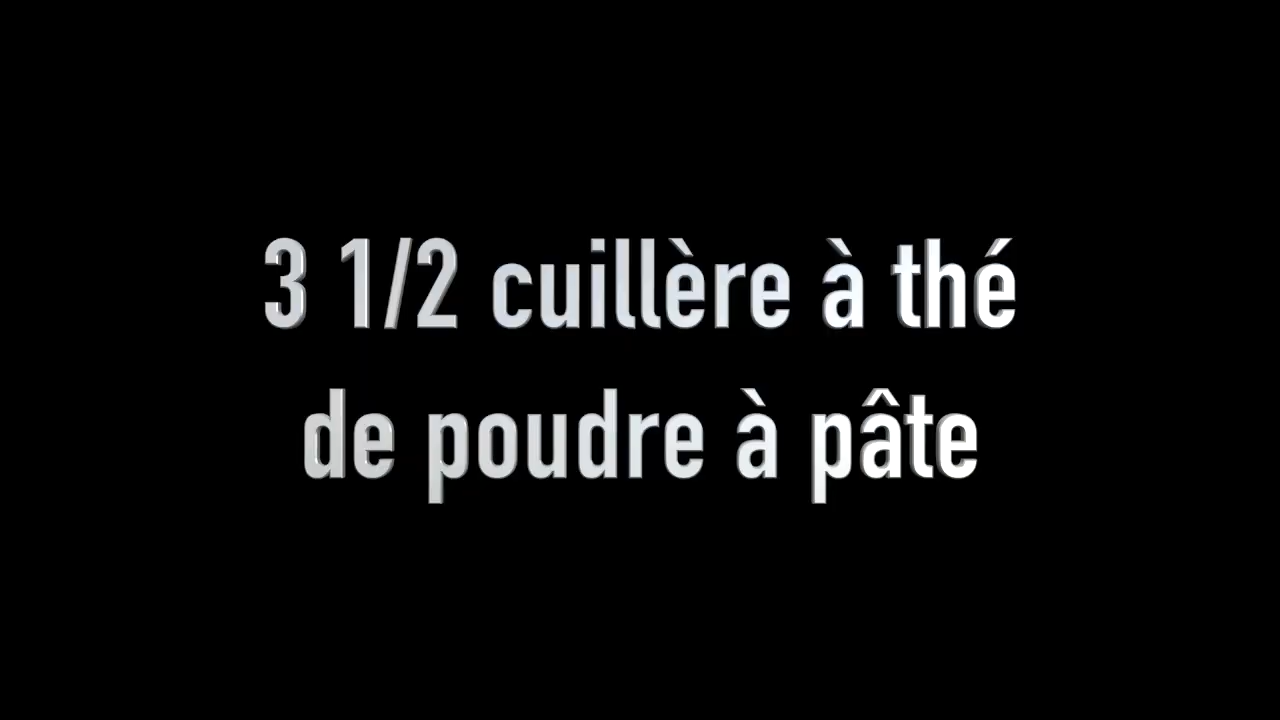 3 1/2 cuillère à thé
de poudre à pâte